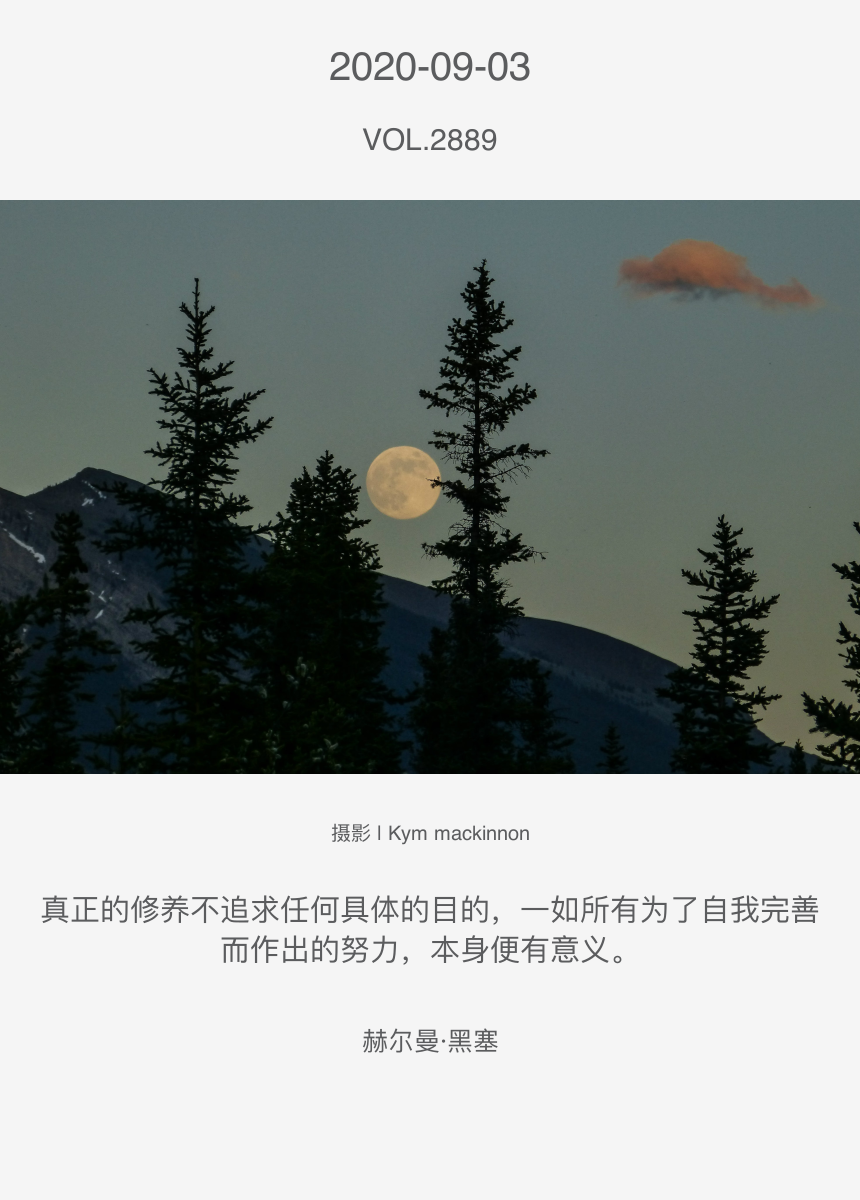 2020-09-03
VOL.2889
摄影 l Kym mackinnon
真正的修养不追求任何具体的目的，一如所有为了自我完善
而作出的努力，本身便有意义。
赫尔曼·黑塞